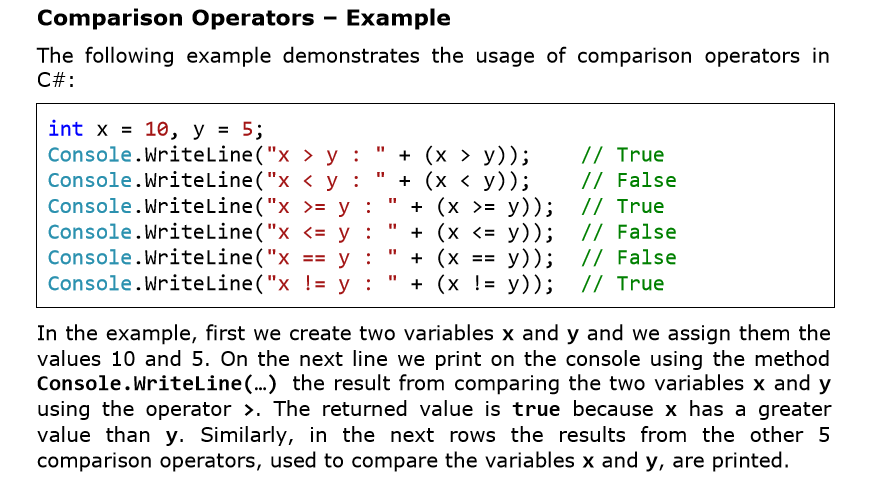 Comparison Operators – Example
The following example demonstrates the usage of comparison operators in
C#:
int x = 10, y = 5;
Console.WriteLine("x > y : " + (x > y));    // True
Console.WriteLine("x < y : " + (x < y));    // False
Console.WriteLine("x >= y : " + (x >= y));  // True
Console.WriteLine("x <= y : " + (x <= y));  // False
Console.WriteLine("x == y : " + (x == y));  // False
Console.WriteLine("x != y : " + (x != y));  // True
In the example, first we create two variables x and y and we assign them the
values 10 and 5. On the next line we print on the console using the method
Console.WriteLine(…) the result from comparing the two variables x and y
using the operator >. The returned value is true because x has a greater
value than y. Similarly, in the next rows the results from the other 5
comparison operators, used to compare the variables x and y, are printed.